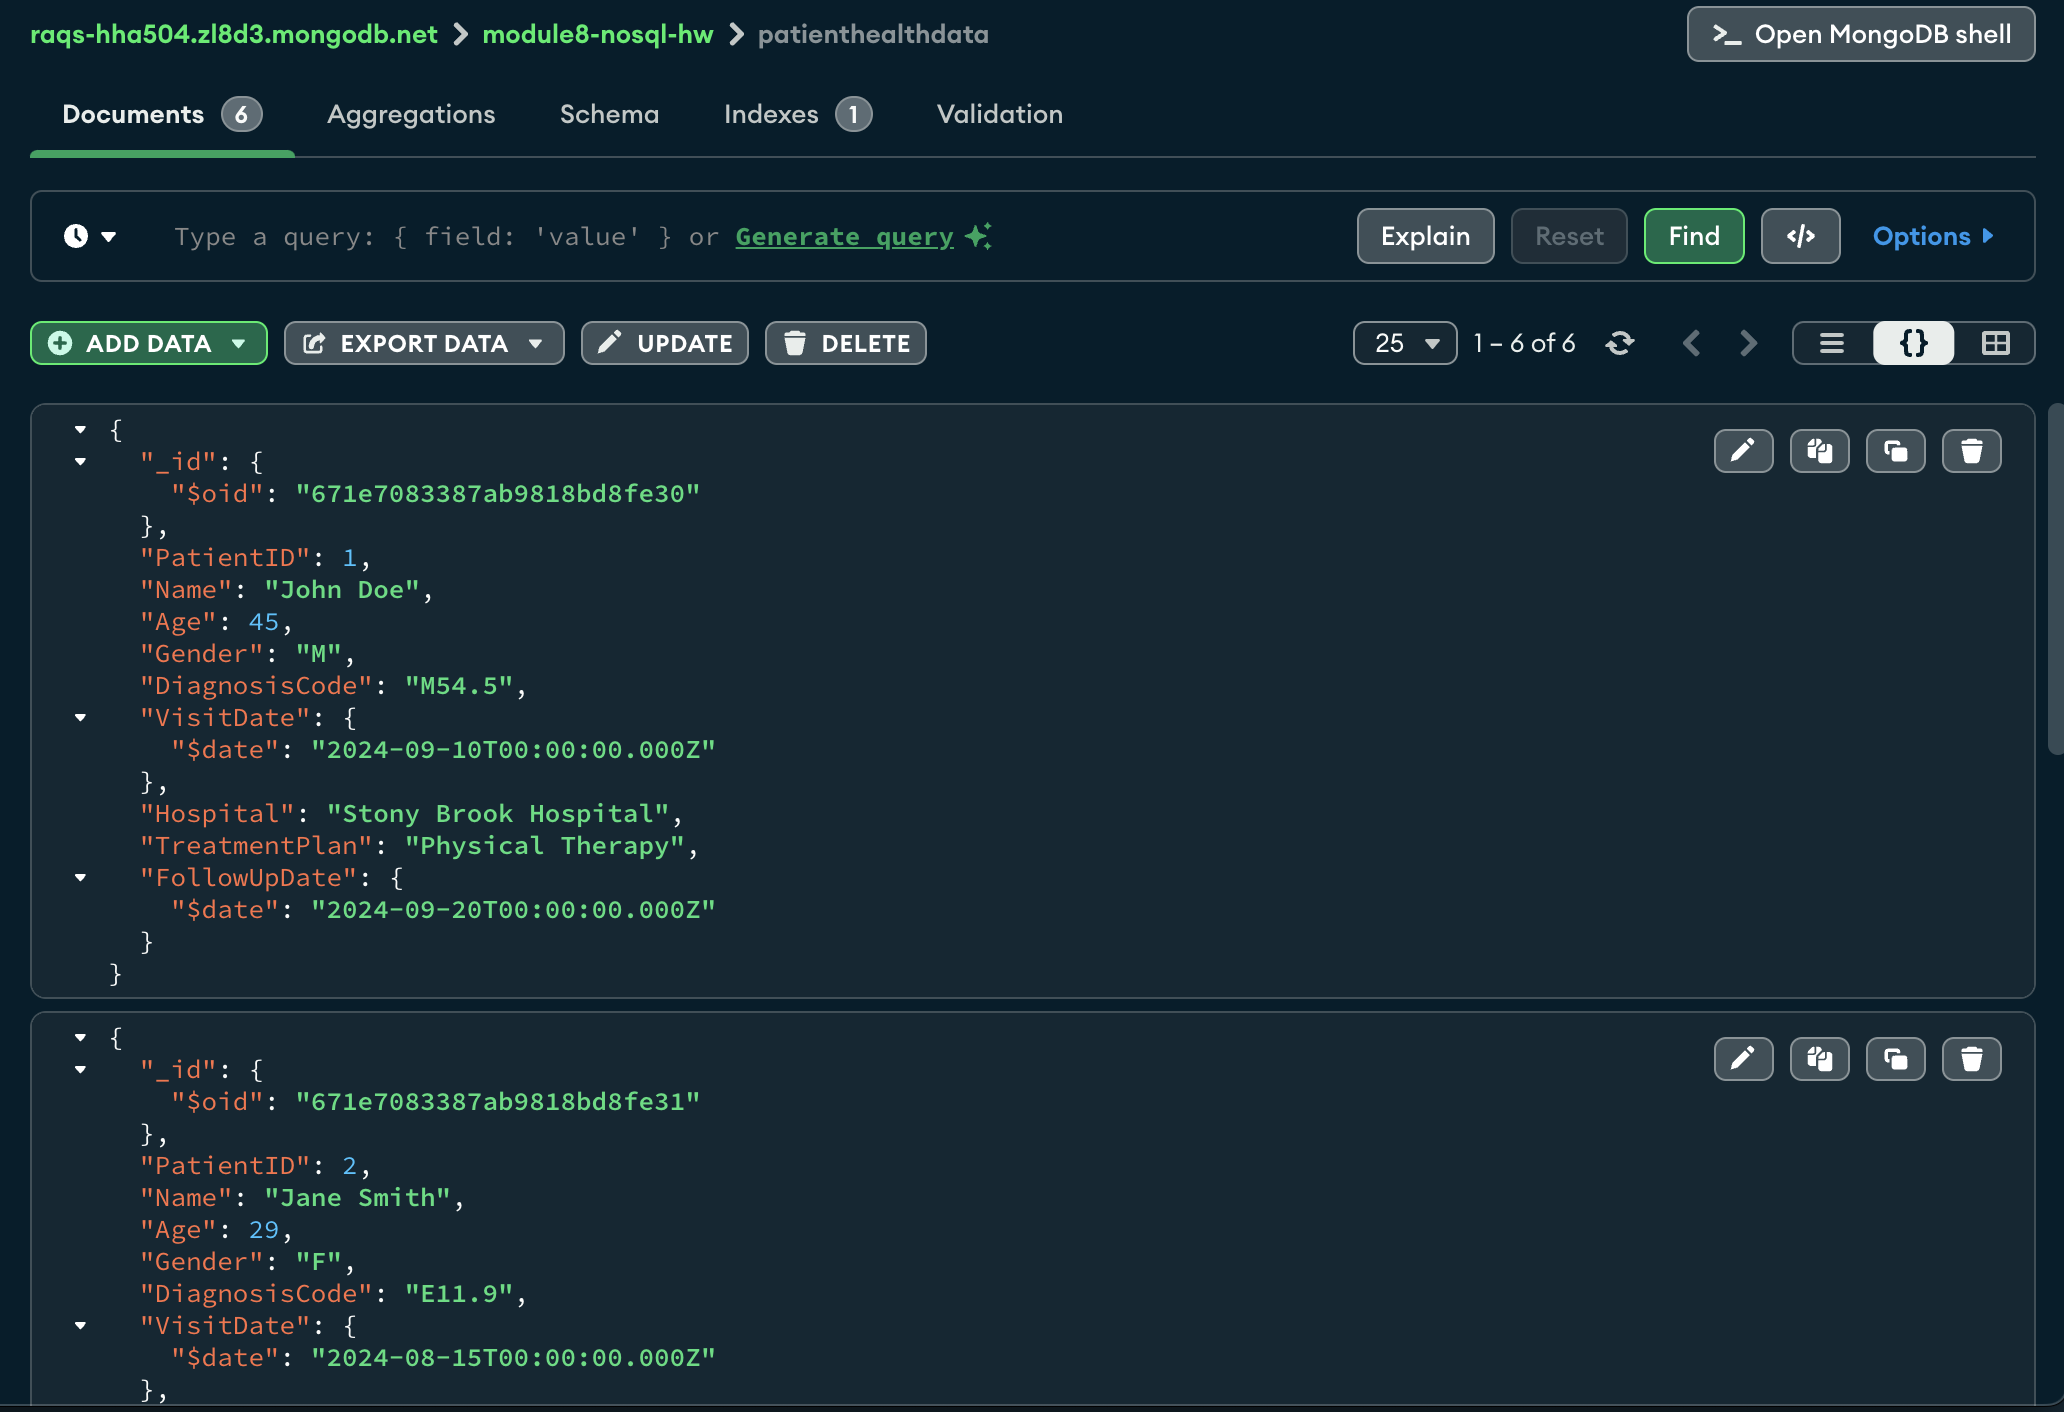 raqs-hha504.zl8d3.mongodb.net > module8-nosql-hw > patienthealthdata
>_ Open MongoDB shell
Documents 6 Aggregations Schema Indexes 1 Validation
Type a query: { field: 'value' } or Generate query
Explain Reset Find </> Options
ADD DATA EXPORT DATA UPDATE DELETE 25 1 – 6 of 6 {}
{
"_id": {
"$oid": "671e7083387ab9818bd8fe30"
},
"PatientID": 1,
"Name": "John Doe",
"Age": 45,
"Gender": "M",
"DiagnosisCode": "M54.5",
"VisitDate": {
"$date": "2024-09-10T00:00:00.000Z"
},
"Hospital": "Stony Brook Hospital",
"TreatmentPlan": "Physical Therapy",
"FollowUpDate": {
"$date": "2024-09-20T00:00:00.000Z"
}
}
{
"_id": {
"$oid": "671e7083387ab9818bd8fe31"
},
"PatientID": 2,
"Name": "Jane Smith",
"Age": 29,
"Gender": "F",
"DiagnosisCode": "E11.9",
"VisitDate": {
"$date": "2024-08-15T00:00:00.000Z"
},